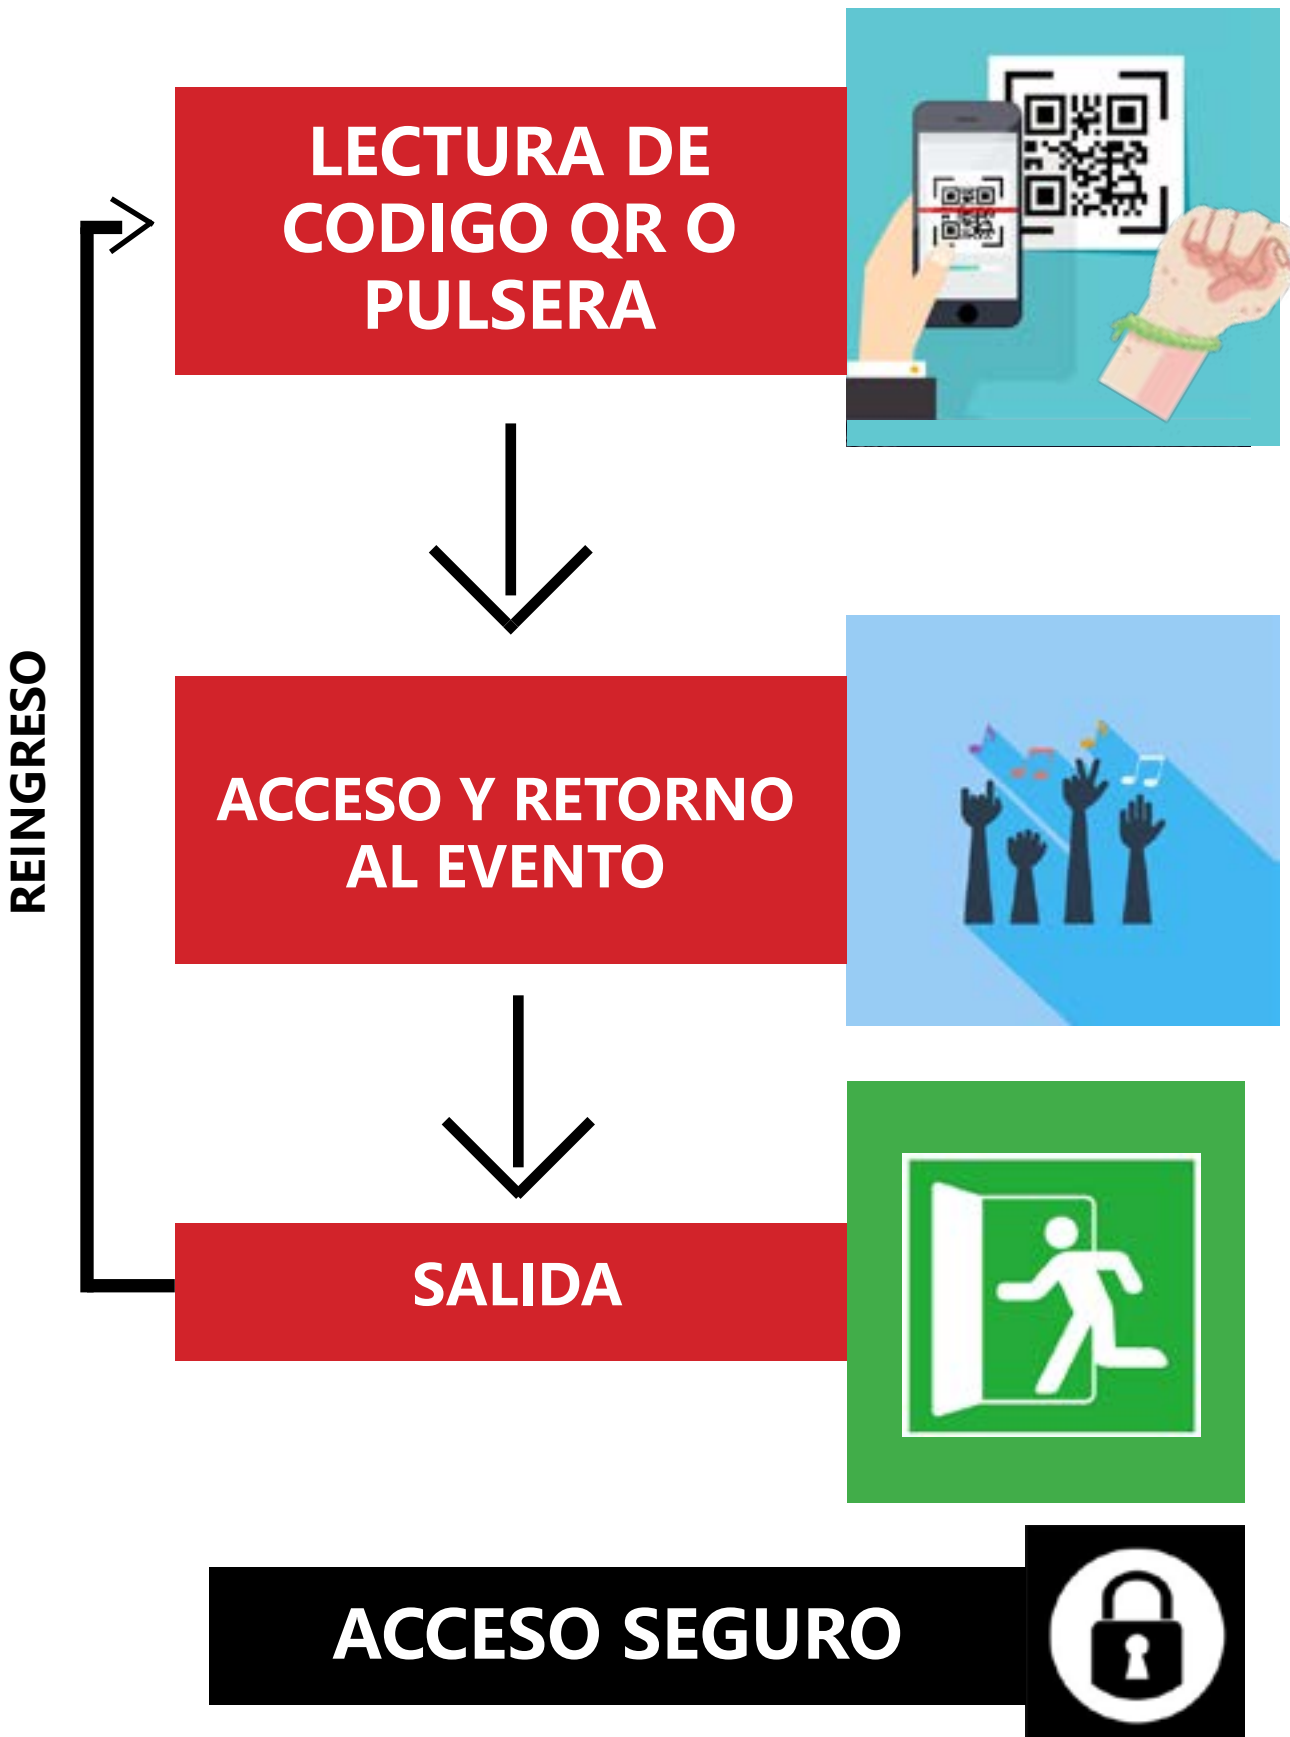 LECTURA DE
CODIGO QR O
PULSERA
REINGRESO
ACCESO Y RETORNO
AL EVENTO
SALIDA
ACCESO SEGURO